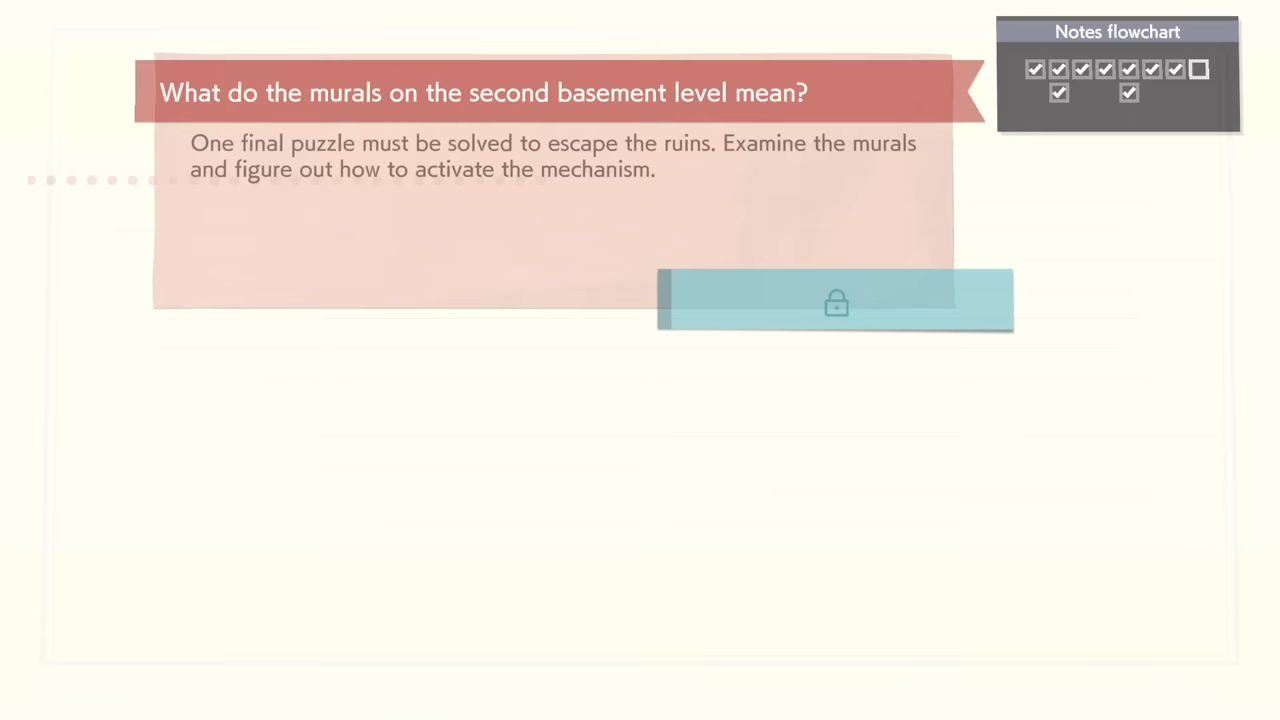 Notes flowchart
What do the murals on the second basement level mean?
One final puzzle must be solved to escape the ruins. Examine the murals
and figure out how to activate the mechanism.